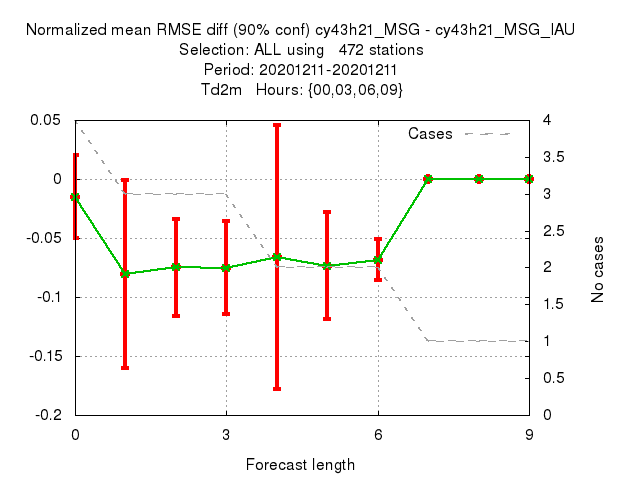 Normalized mean RMSE diff (90% conf) cy43h21_MSG - cy43h21_MSG_IAU
Selection: ALL using   472 stations
Period: 20201211-20201211
Td2m   Hours: {00,03,06,09}
Cases
0.05
0
-0.05
-0.1
-0.15
-0.2
4
3.5
3
2.5
2
1.5
1
0.5
0
No cases
0
3
6
9
Forecast length